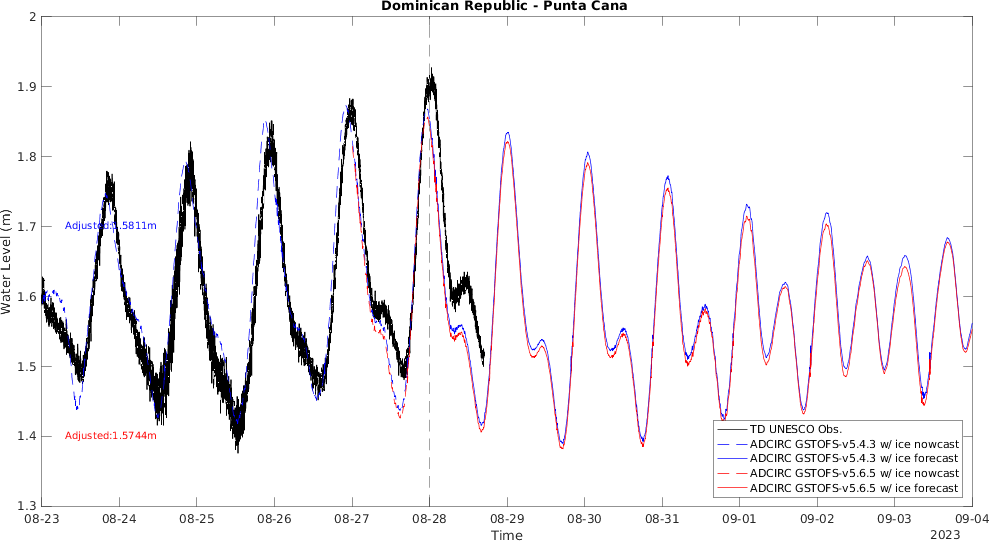 Dominican Republic - Punta Cana
2
1.9
1.8
1.7
1.6
1.5
1.4
1.3
Water Level (m)
Adjusted:1.5811m
Adjusted:1.5744m
TD UNESCO Obs.
ADCIRC GSTOFS-v5.4.3 w/ ice nowcast
ADCIRC GSTOFS-v5.4.3 w/ ice forecast
ADCIRC GSTOFS-v5.6.5 w/ ice nowcast
ADCIRC GSTOFS-v5.6.5 w/ ice forecast
08-23 08-24 08-25 08-26 08-27 08-28 08-29 08-30 08-31 09-01 09-02 09-03 09-04
Time
2023